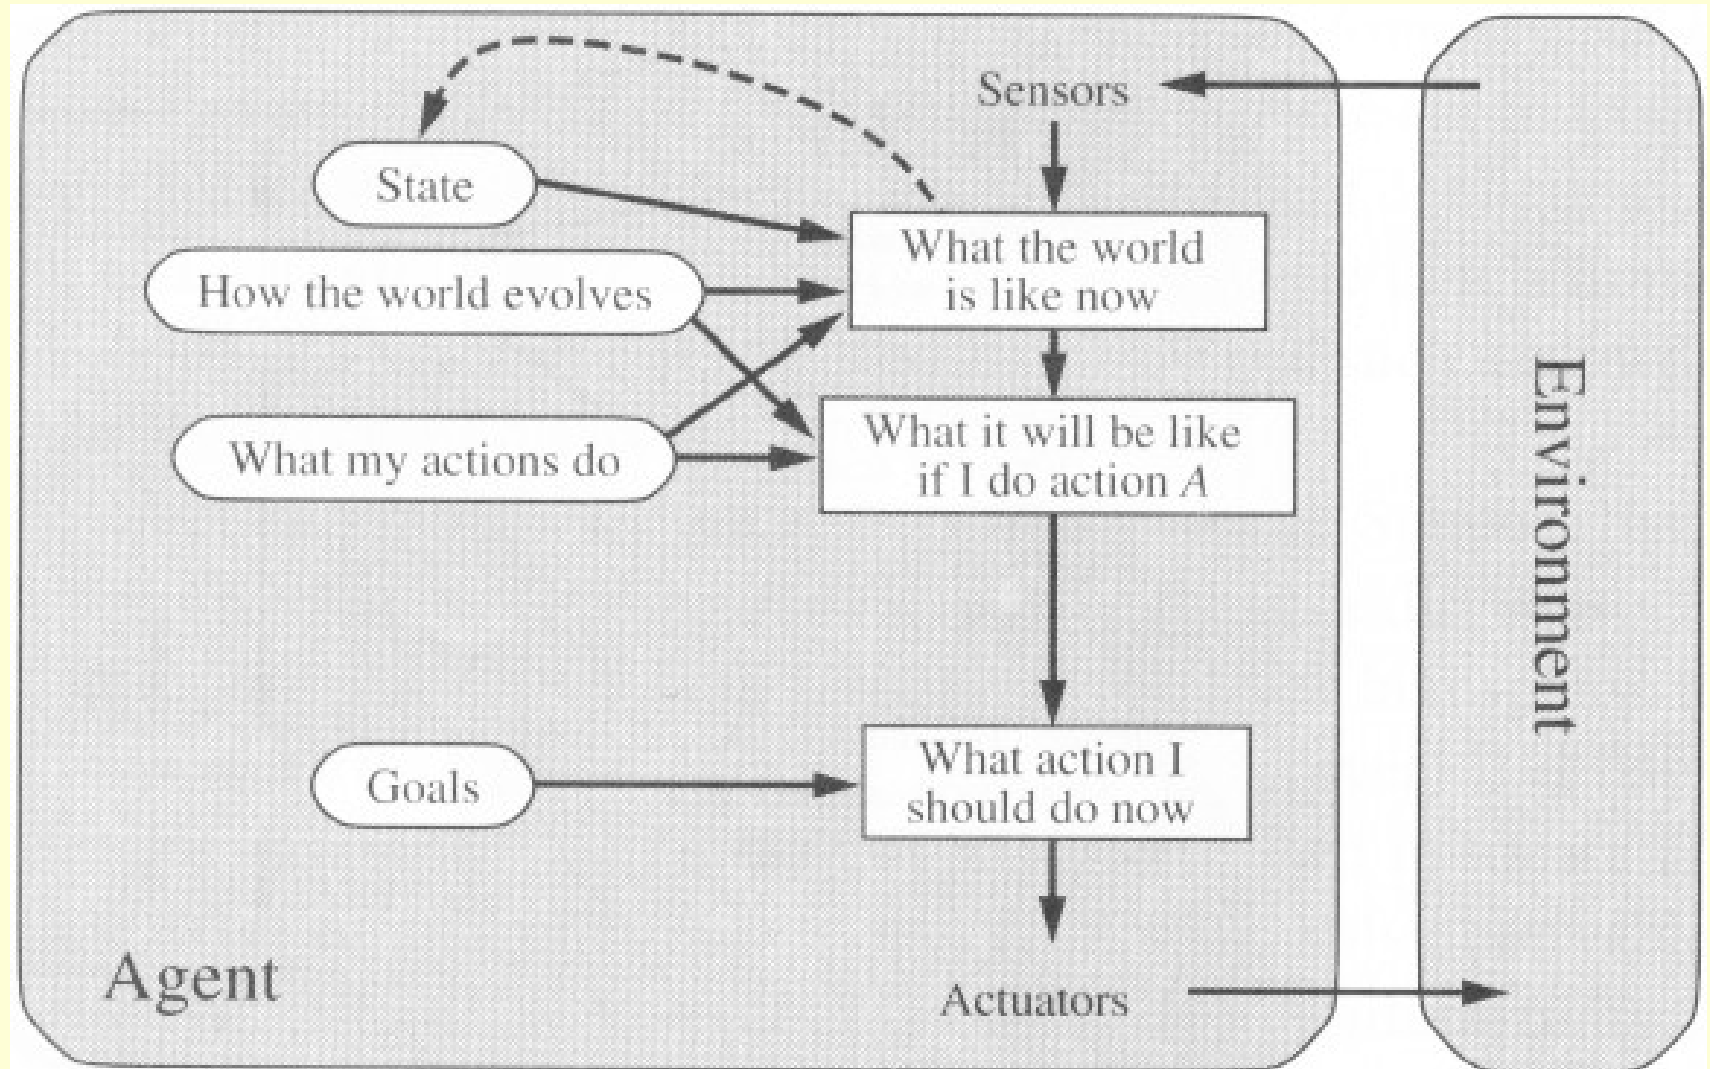 Sensors
State
What the world
is like now
How the world evolves
What it will be like
if I do action A
What my actions do
Environment
Goals
What action I
should do now
Agent
Actuators